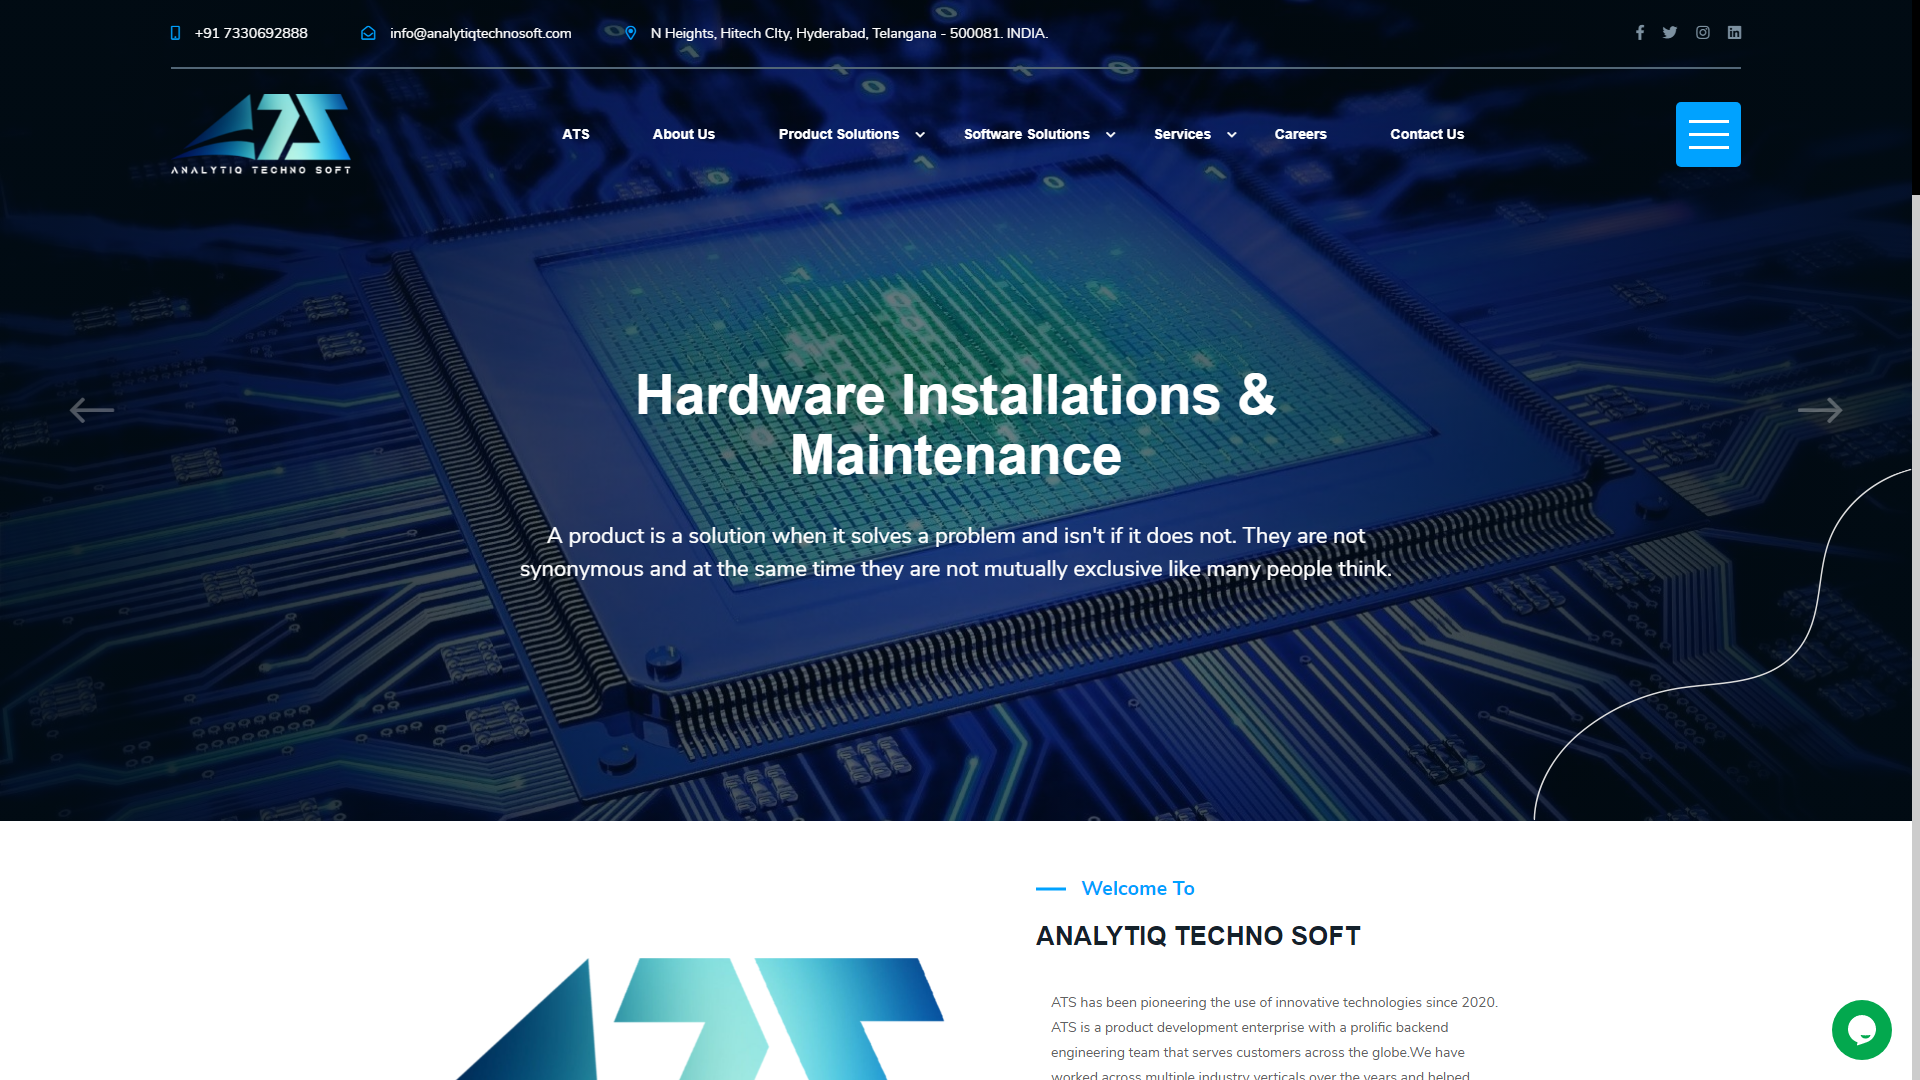 +91 7330692888
info@analytiqtechnosoft.com
N Heights, Hitech CIty, Hyderabad, Telangana - 500081. INDIA.
ANALYTIQ TECHNO SOFT
ATS
About Us
Product Solutions
Software Solutions
Services
Careers
Contact Us
Hardware Installations &
Maintenance
A product is a solution when it solves a problem and isn't if it does not. They are not
synonymous and at the same time they are not mutually exclusive like many people think.
Welcome To
ANALYTIQ TECHNO SOFT
ATS has been pioneering the use of innovative technologies since 2020.
ATS is a product development enterprise with a prolific backend
engineering team that serves customers across the globe.We have
worked across multiple industry verticals over the years and helped